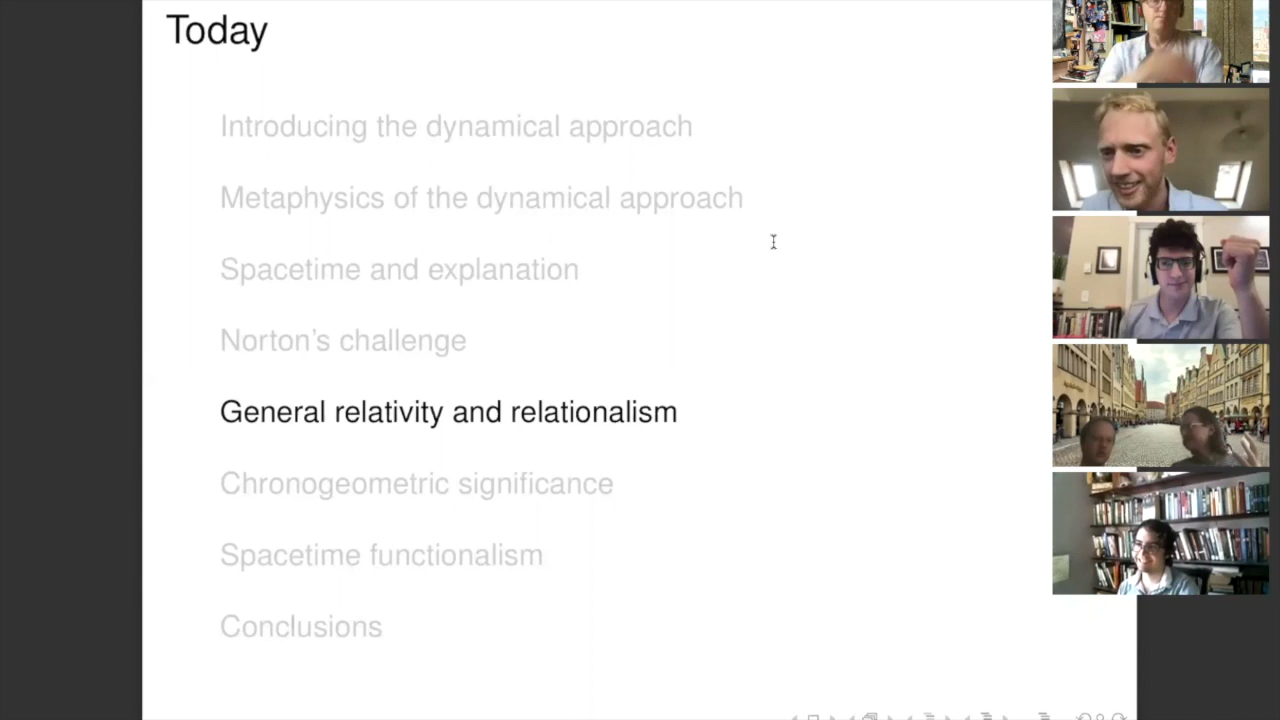 Today
Introducing the dynamical approach
Metaphysics of the dynamical approach
Spacetime and explanation
Norton's challenge
General relativity and relationalism
Chronogeometric significance
Spacetime functionalism
Conclusions